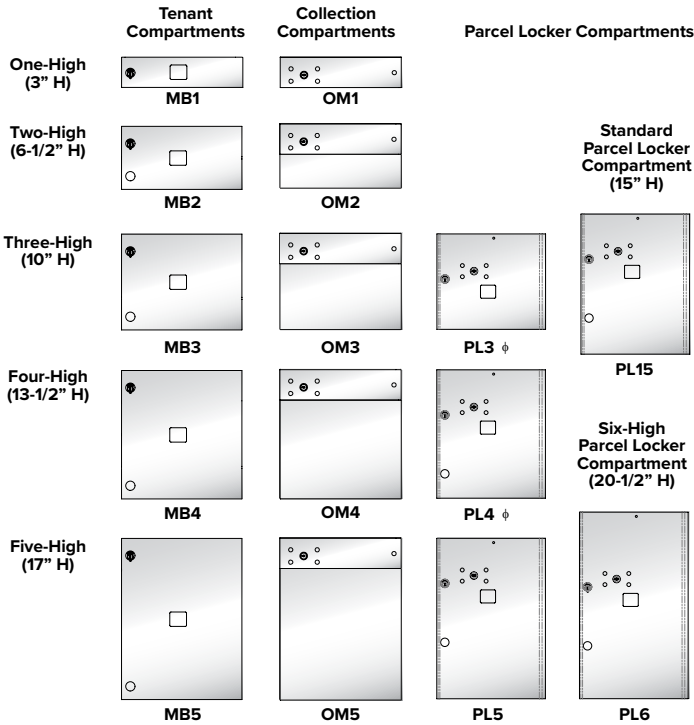 Tenant
Compartments
Collection
Compartments
Parcel Locker Compartments
One-High
(3” H)
MB1
OM1
Two-High
(6-1/2” H)
MB2
OM2
Standard
Parcel Locker
Compartment
(15” H)
Three-High
(10” H)
MB3
OM3
PL3 ϕ
PL15
Four-High
(13-1/2” H)
MB4
OM4
PL4 ϕ
Six-High
Parcel Locker
Compartment
(20-1/2” H)
Five-High
(17” H)
MB5
OM5
PL5
PL6